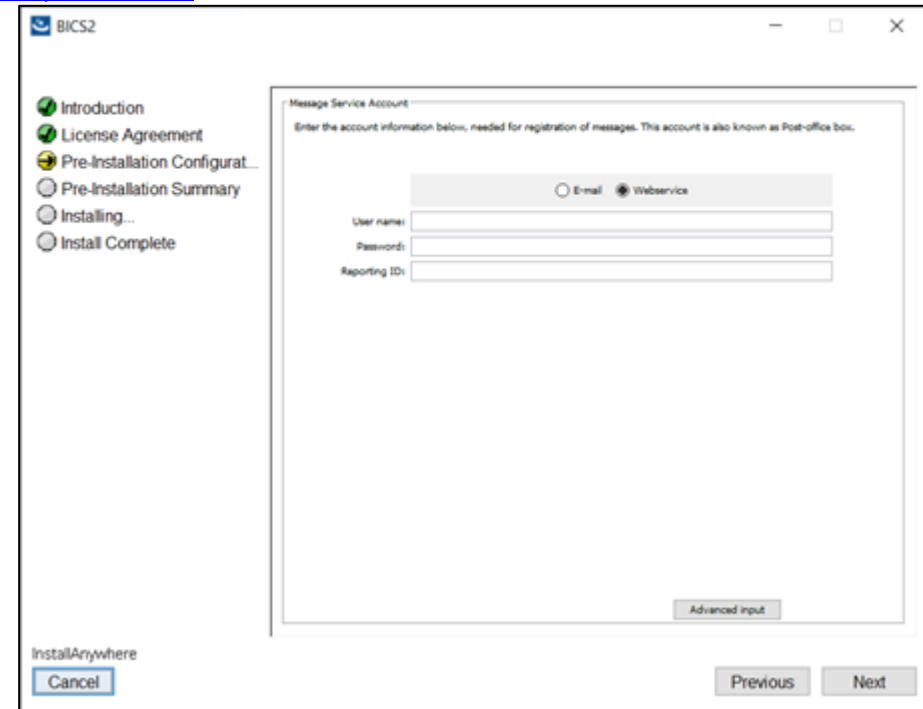 BICS2
Introduction
License Agreement
Pre-Installation Configurat...
Pre-Installation Summary
Installing...
Install Complete
Message Service Account
Enter the account information below, needed for registration of messages. This account is also known as Post-office box.
E-mail Webservice
User name:
Password:
Reporting ID:
Advanced input
InstallAnywhere
Cancel Previous Next